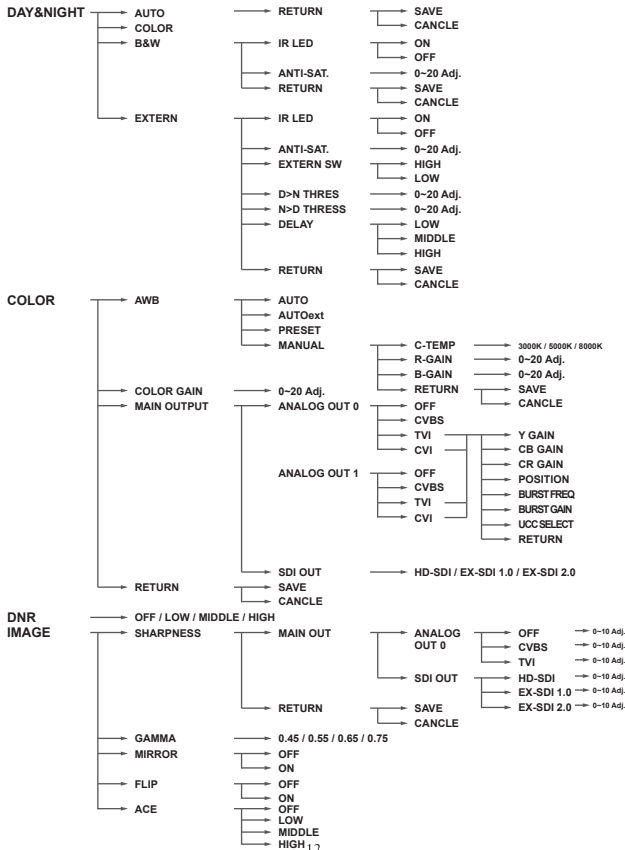 DAY&NIGHT AUTO RETURN SAVE
COLOR CANCLE
B&W IR LED ON
OFF
ANTI-SAT. 0~20 Adj.
RETURN SAVE
CANCLE
EXTERN IR LED ON
OFF
ANTI-SAT. 0~20 Adj.
EXTERN SW HIGH
LOW
D>N THRES 0~20 Adj.
N>D THRESS 0~20 Adj.
DELAY LOW
MIDDLE
HIGH
RETURN SAVE
CANCLE
COLOR AWB AUTO
AUTOext
PRESET
MANUAL C-TEMP 3000K / 5000K / 8000K
R-GAIN 0~20 Adj.
B-GAIN 0~20 Adj.
COLOR GAIN 0~20 Adj. RETURN SAVE
MAIN OUTPUT ANALOG OUT 0 OFF CANCLE
CVBS
TVI Y GAIN
CVI CB GAIN
CR GAIN
ANALOG OUT 1 OFF POSITION
CVBS BURST FREQ
TVI BURST GAIN
CVI UCC SELECT
RETURN
SDI OUT HD-SDI / EX-SDI 1.0 / EX-SDI 2.0
RETURN SAVE
CANCLE
DNR OFF / LOW / MIDDLE / HIGH
IMAGE SHARPNESS MAIN OUT ANALOG OUT 0 OFF 0~10 Adj.
CVBS 0~10 Adj.
TVI 0~10 Adj.
SDI OUT HD-SDI 0~10 Adj.
EX-SDI 1.0 0~10 Adj.
RETURN SAVE EX-SDI 2.0 0~10 Adj.
CANCLE
GAMMA 0.45 / 0.55 / 0.65 / 0.75
MIRROR OFF
ON
FLIP OFF
ON
ACE OFF
LOW
MIDDLE
HIGH
12